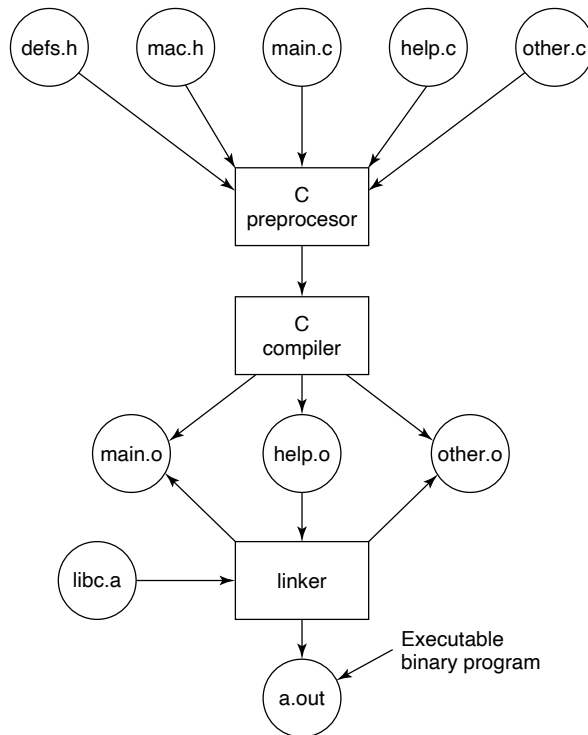 defs.h
mac.h
main.c
help.c
other.c
C
preprocesor
C
compiler
main.o
help.o
other.o
libc.a
linker
Executable
binary program
a.out